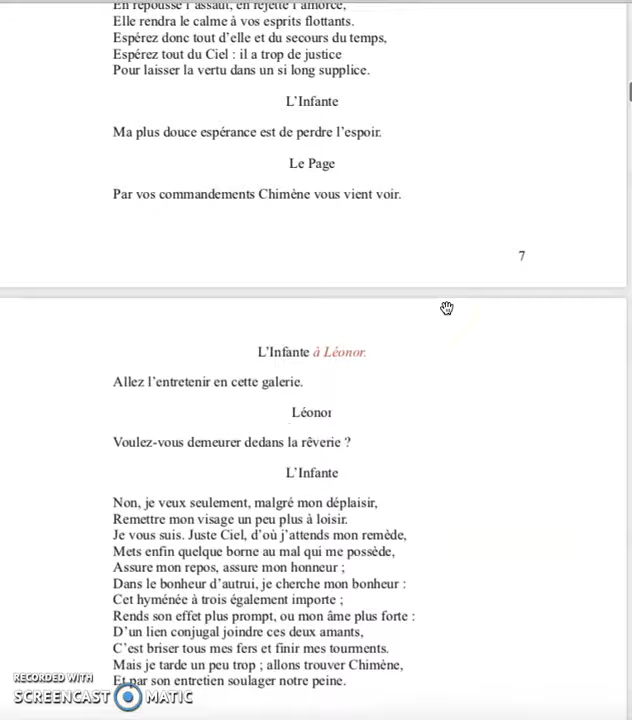 En repousse l'assaut, en rejette l'amorce,
Elle rendra le calme à vos esprits flottants.
Espérez donc tout d'elle et du secours du temps,
Espérez tout du Ciel : il a trop de justice
Pour laisser la vertu dans un si long supplice.
L'Infante
Ma plus douce espérance est de perdre l'espoir.
Le Page
Par vos commandements Chimène vous vient voir.
7
L'Infante à Léonor.
Allez l'entretenir en cette galerie.
Léonor
Voulez-vous demeurer dedans la rêverie ?
L'Infante
Non, je veux seulement, malgré mon déplaisir,
Remettre mon visage un peu plus à loisir.
Je vous suis. Juste Ciel, d'où j'attends mon remède,
Mets enfin quelque borne au mal qui me possède,
Assure mon repos, assure mon honneur ;
Dans le bonheur d'autrui, je cherche mon bonheur :
Cet hyménée à trois également importe ;
Rends son effet plus prompt, ou mon âme plus forte :
D'un lien conjugal joindre ces deux amants,
C'est briser tous mes fers et finir mes tourments.
Mais je tarde un peu trop ; allons trouver Chimène,
Et par son entretien soulager notre peine.
RECORDED WITH
SCREENCAST MATIC